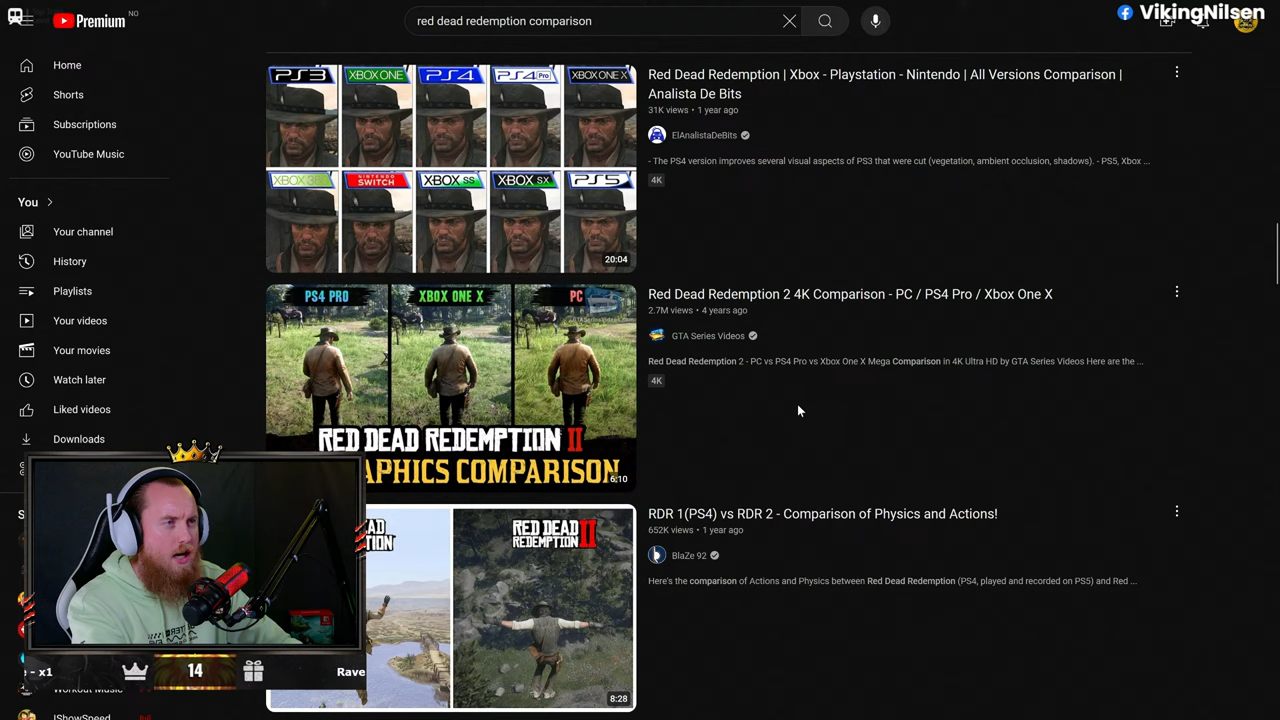 Premium
NO
red dead redemption comparison
VikingNilsen
Home
Shorts
Subscriptions
YouTube Music
You
Your channel
History
Playlists
Your videos
Your movies
Watch later
Liked videos
Downloads
PS3
XBOX ONE
PS4
PS4 Pro
XBOX ONE X
XBOX 360
NINTENDO SWITCH
XBOX SS
XBOX SX
PS5
20:04
Red Dead Redemption | Xbox - Playstation - Nintendo | All Versions Comparison |
Analista De Bits
31K views • 1 year ago
ElAnalistaDeBits
- The PS4 version improves several visual aspects of PS3 that were cut (vegetation, ambient occlusion, shadows). - PS5, Xbox ...
4K
PS4 PRO
XBOX ONE X
PC
RED DEAD REDEMPTION II
APHICS COMPARISON
6:10
Red Dead Redemption 2 4K Comparison - PC / PS4 Pro / Xbox One X
2.7M views • 4 years ago
GTA Series Videos
Red Dead Redemption 2 - PC vs PS4 Pro vs Xbox One X Mega Comparison in 4K Ultra HD by GTA Series Videos Here are the ...
4K
AD
TION
RED DEAD
REDEMPTION II
8:28
RDR 1(PS4) vs RDR 2 - Comparison of Physics and Actions!
652K views • 1 year ago
BlaZe 92
Here's the comparison of Actions and Physics between Red Dead Redemption (PS4, played and recorded on PS5) and Red ...
S
e - x1
14
Rave
Workout Music
IShowSpeed